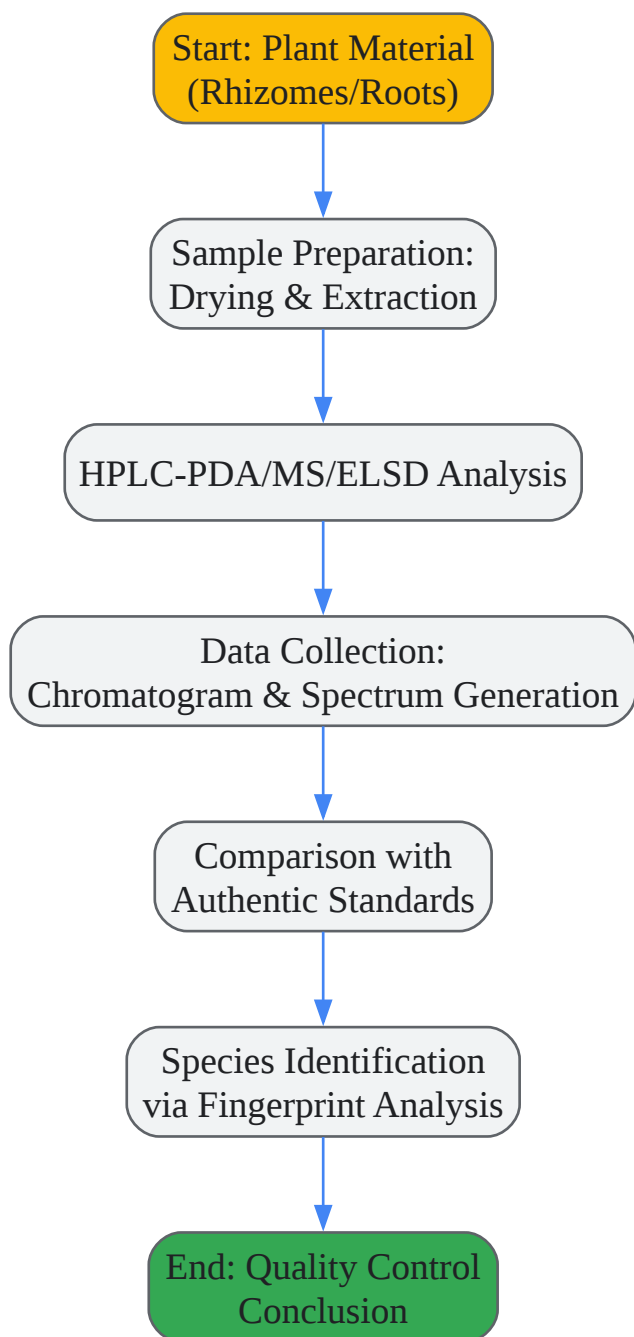 Start: Plant Material
(Rhizomes/Roots)
Sample Preparation:
Drying & Extraction
HPLC-PDA/MS/ELSD Analysis
Data Collection:
Chromatogram & Spectrum Generation
Comparison with
Authentic Standards
Species Identification
via Fingerprint Analysis
End: Quality Control
Conclusion